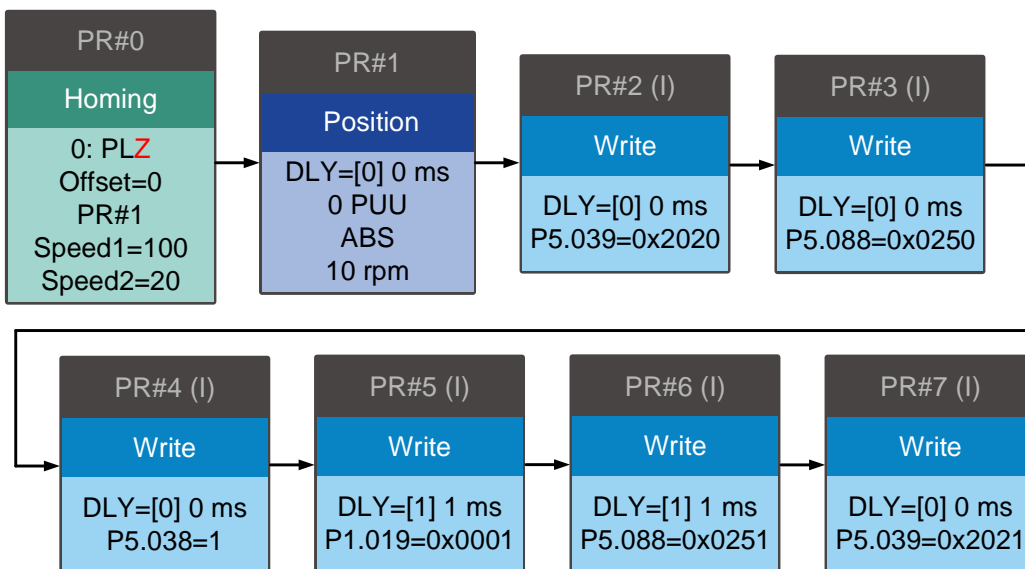 PR#0
Homing
0: PLZ
Offset=0
PR#1
Speed1=100
Speed2=20
PR#1
Position
DLY=[0] 0 ms
0 PUU
ABS
10 rpm
PR#2 (I)
Write
DLY=[0] 0 ms
P5.039=0x2020
PR#3 (I)
Write
DLY=[0] 0 ms
P5.088=0x0250
PR#4 (I)
Write
DLY=[0] 0 ms
P5.038=1
PR#5 (I)
Write
DLY=[1] 1 ms
P1.019=0x0001
PR#6 (I)
Write
DLY=[1] 1 ms
P5.088=0x0251
PR#7 (I)
Write
DLY=[0] 0 ms
P5.039=0x2021